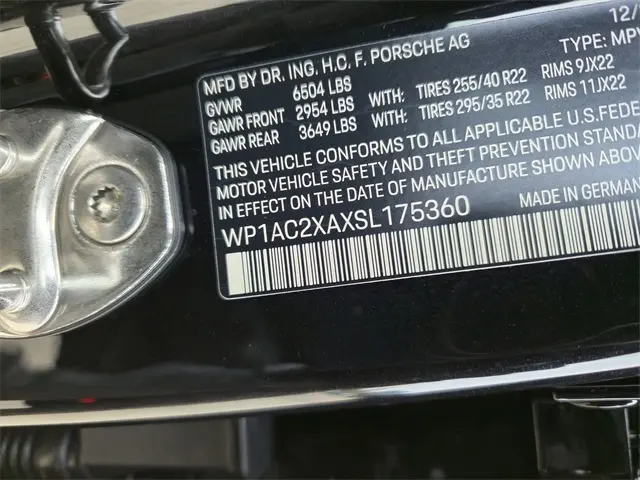 MFD BY DR. ING. H.C. F. PORSCHE AG 12/
GVWR 6504 LBS TYPE: MPV
GAWR FRONT 2954 LBS WITH: TIRES 255/40 R22 RIMS 9JX22
GAWR REAR 3649 LBS WITH: TIRES 295/35 R22 RIMS 11JX22
THIS VEHICLE CONFORMS TO ALL APPLICABLE U.S.FEDE
MOTOR VEHICLE SAFETY AND THEFT PREVENTION STANDA
IN EFFECT ON THE DATE OF MANUFACTURE SHOWN ABOV
WP1AC2XAXSL175360 MADE IN GERMAN